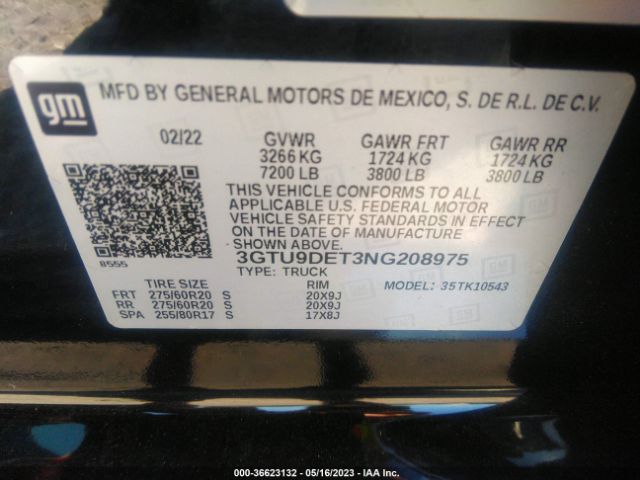 gm
MFD BY GENERAL MOTORS DE MEXICO, S. DE R.L. DE C.V.
02/22 GVWR GAWR FRT GAWR RR
3266 KG 1724 KG 1724 KG
7200 LB 3800 LB 3800 LB
THIS VEHICLE CONFORMS TO ALL
APPLICABLE U.S. FEDERAL MOTOR
VEHICLE SAFETY STANDARDS IN EFFECT
ON THE DATE OF MANUFACTURE
SHOWN ABOVE.
8555
3GTU9DET3NG208975
TYPE: TRUCK
TIRE SIZE RIM MODEL: 35TK10543
FRT 275/60R20 S 20X9J
RR 275/60R20 S 20X9J
SPA 255/80R17 S 17X8J
000-36623132 - 05/16/2023 - IAA Inc.